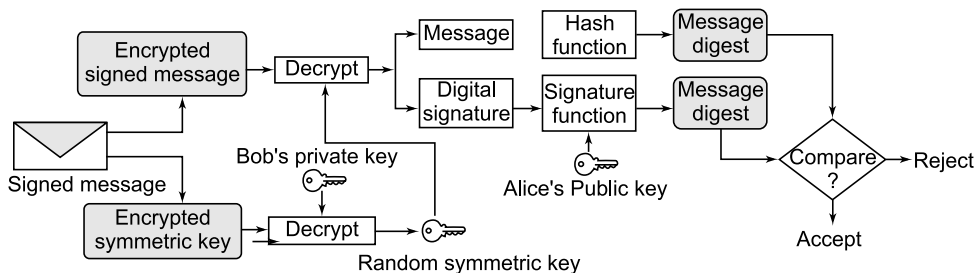 Encrypted
signed message
Decrypt
Message
Hash
function
Message
digest
Digital
signature
Signature
function
Message
digest
Signed message
Bob's private key
Alice's Public key
Compare
?
Reject
Encrypted
symmetric key
Decrypt
Random symmetric key
Accept